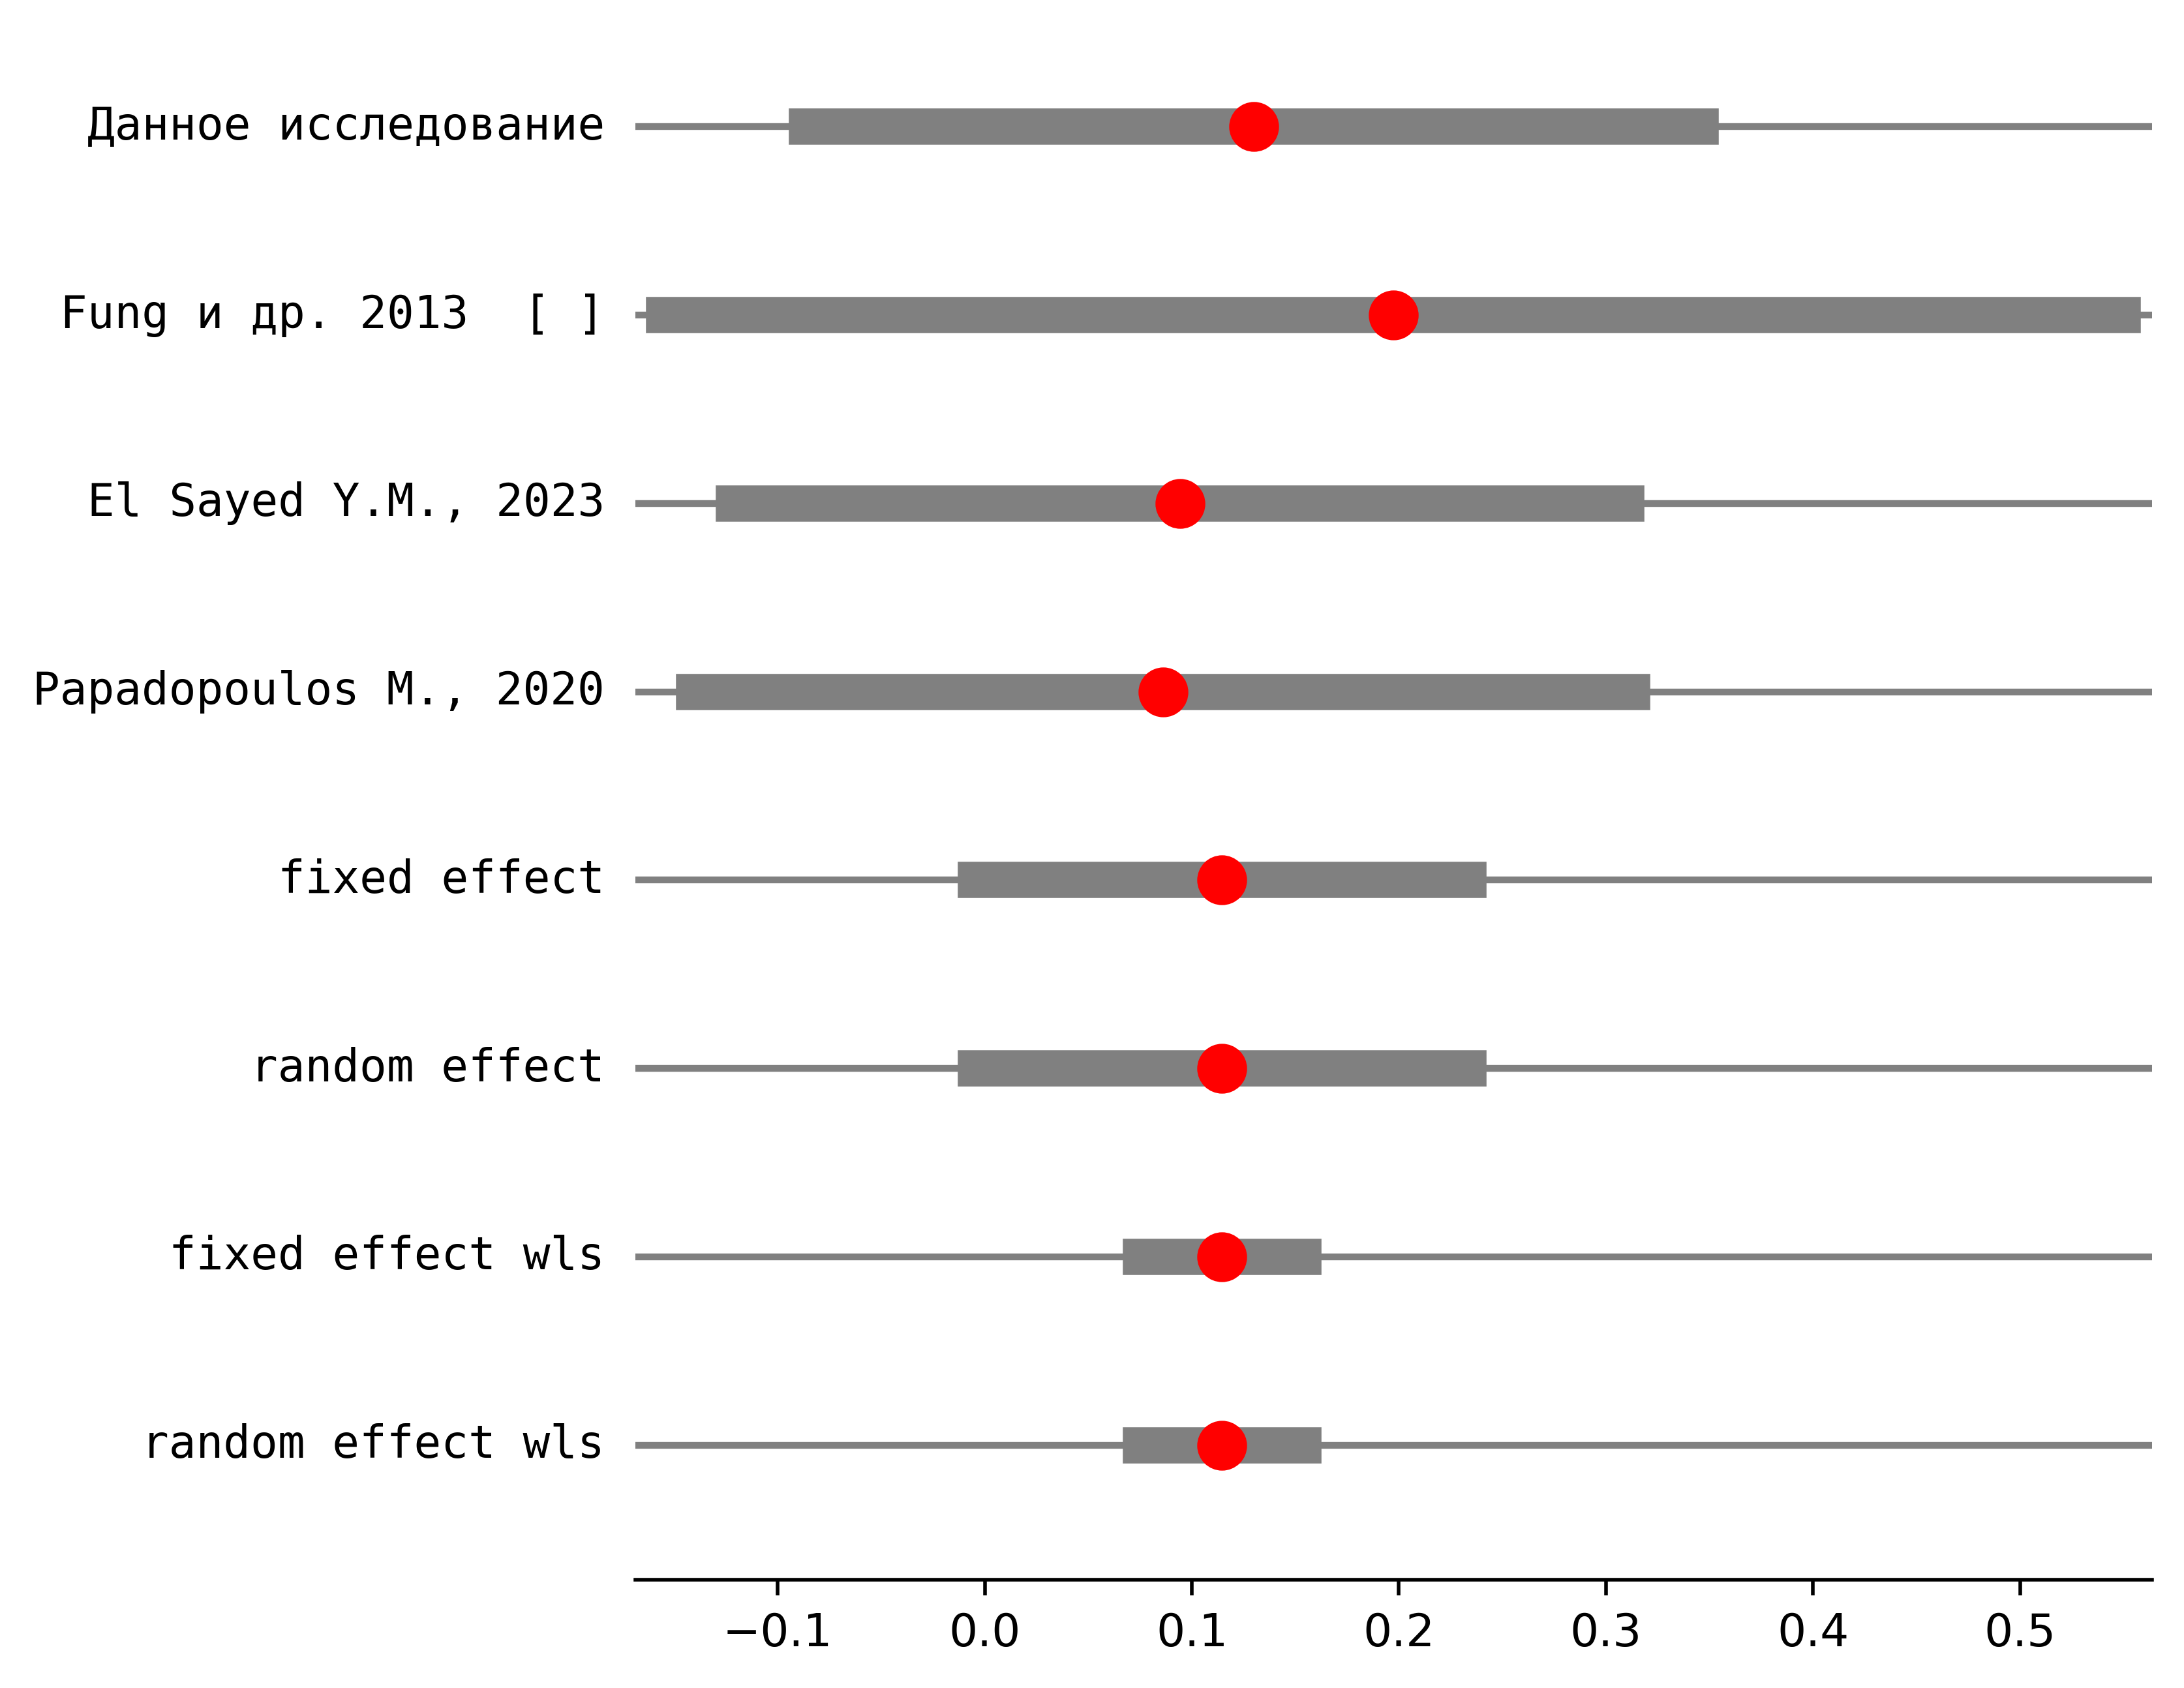 Данное исследование
Fung и др. 2013  [ ]
El Sayed Y.M., 2023
Papadopoulos M., 2020
fixed effect
random effect
fixed effect wls
random effect wls
−0.1 0.0 0.1 0.2 0.3 0.4 0.5